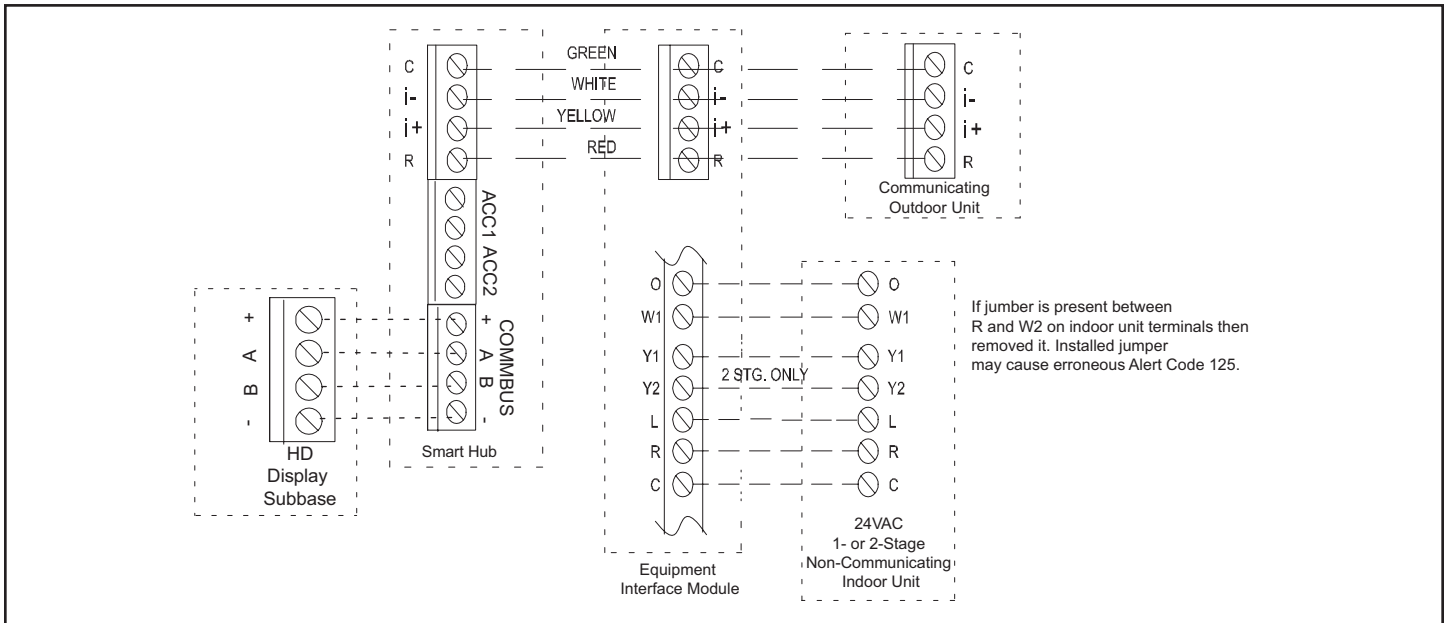 GREEN
WHITE
YELLOW
RED
C
i-
i+
R
C
i-
i+
R
C
i-
i+
R
Communicating
Outdoor Unit
ACC1 ACC2
+
A
B
-
COMMBUS
Smart Hub
+
A
B
-
HD
Display
Subbase
O
W1
Y1
Y2
L
R
C
2 STG. ONLY
Equipment
Interface Module
O
W1
Y1
Y2
L
R
C
24VAC
1- or 2-Stage
Non-Communicating
Indoor Unit
If jumber is present between
R and W2 on indoor unit terminals then
removed it. Installed jumper
may cause erroneous Alert Code 125.